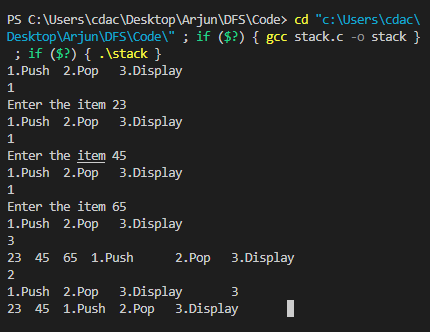 PS C:\Users\cdac\Desktop\Arjun\DFS\Code> cd "c:\Users\cdac\
Desktop\Arjun\DFS\Code\" ; if ($?) { gcc stack.c -o stack }
 ; if ($?) { .\stack }
1.Push  2.Pop   3.Display
1
Enter the item 23
1.Push  2.Pop   3.Display
1
Enter the item 45
1.Push  2.Pop   3.Display
1
Enter the item 65
1.Push  2.Pop   3.Display
3
23  45  65  1.Push      2.Pop   3.Display
2
1.Push  2.Pop   3.Display       3
23  45  1.Push  2.Pop   3.Display